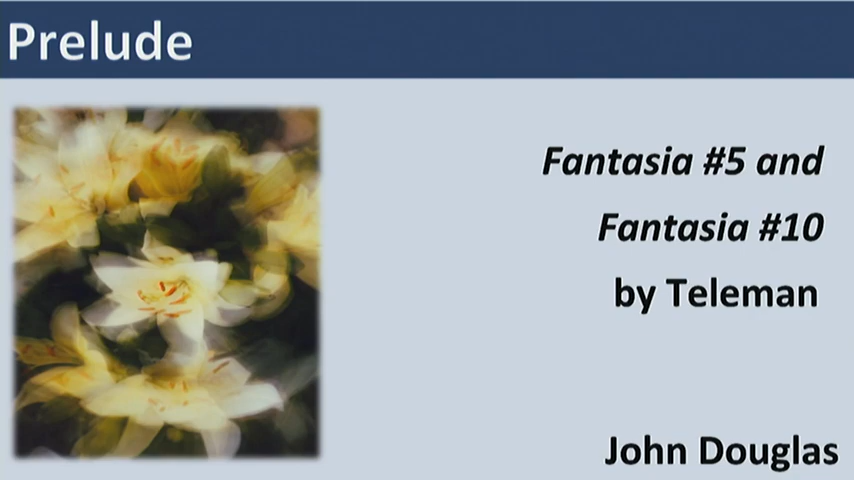 Prelude
Fantasia #5 and
Fantasia #10
by Teleman
John Douglas